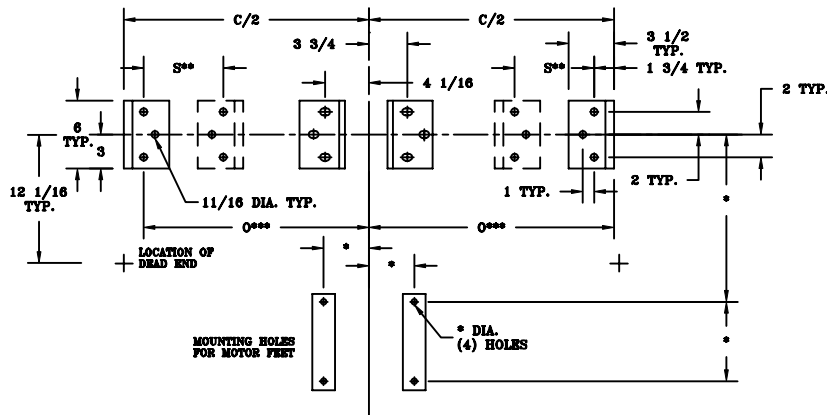 C/2
C/2
3 3/4
3 1/2
TYP.
S**
S**
1 3/4 TYP.
4 1/16
2 TYP.
6
TYP.
3
12 1/16
TYP.
11/16 DIA. TYP.
1 TYP.
2 TYP.
*
O***
O***
LOCATION OF
DEAD END
*
*
MOUNTING HOLES
FOR MOTOR FEET
* DIA.
(4) HOLES
*